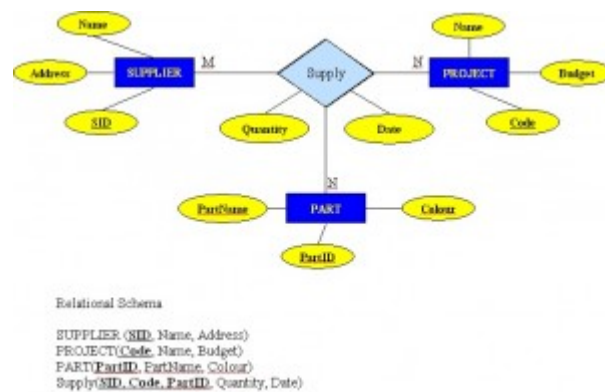 Name
Name
M
N
Address
SUPPLIER
Supply
PROJECT
Budget
SID
Quantity
Date
Code
N
PartName
PART
Colour
PartID
Relational Schema
SUPPLIER (SID, Name, Address)
PROJECT(Code, Name, Budget)
PART(PartID, PartName, Colour)
Supply(SID, Code, PartID, Quantity, Date)